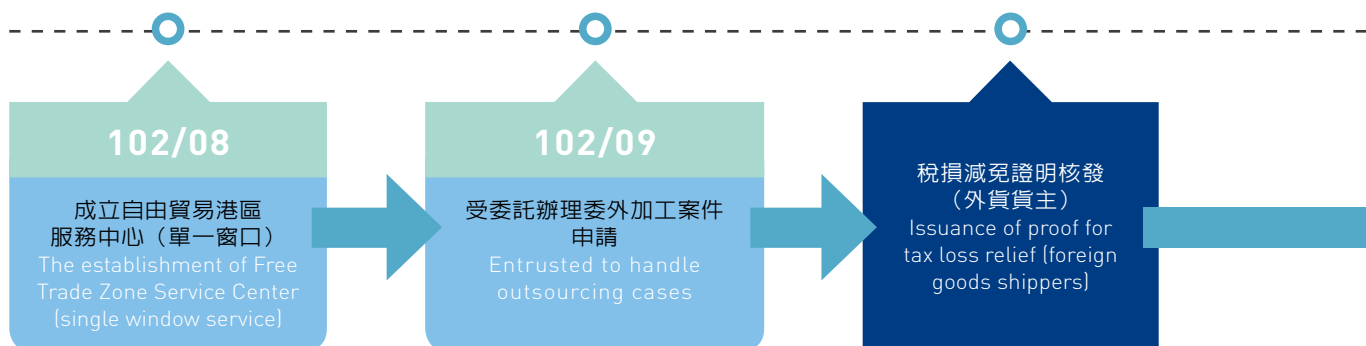 102/08
成立自由貿易港區
服務中心（單一窗口）
The establishment of Free
Trade Zone Service Center
(single window service)
102/09
受委託辦理委外加工案件
申請
Entrusted to handle
outsourcing cases
稅損減免證明核發
（外貨貨主）
Issuance of proof for
tax loss relief (foreign
goods shippers)